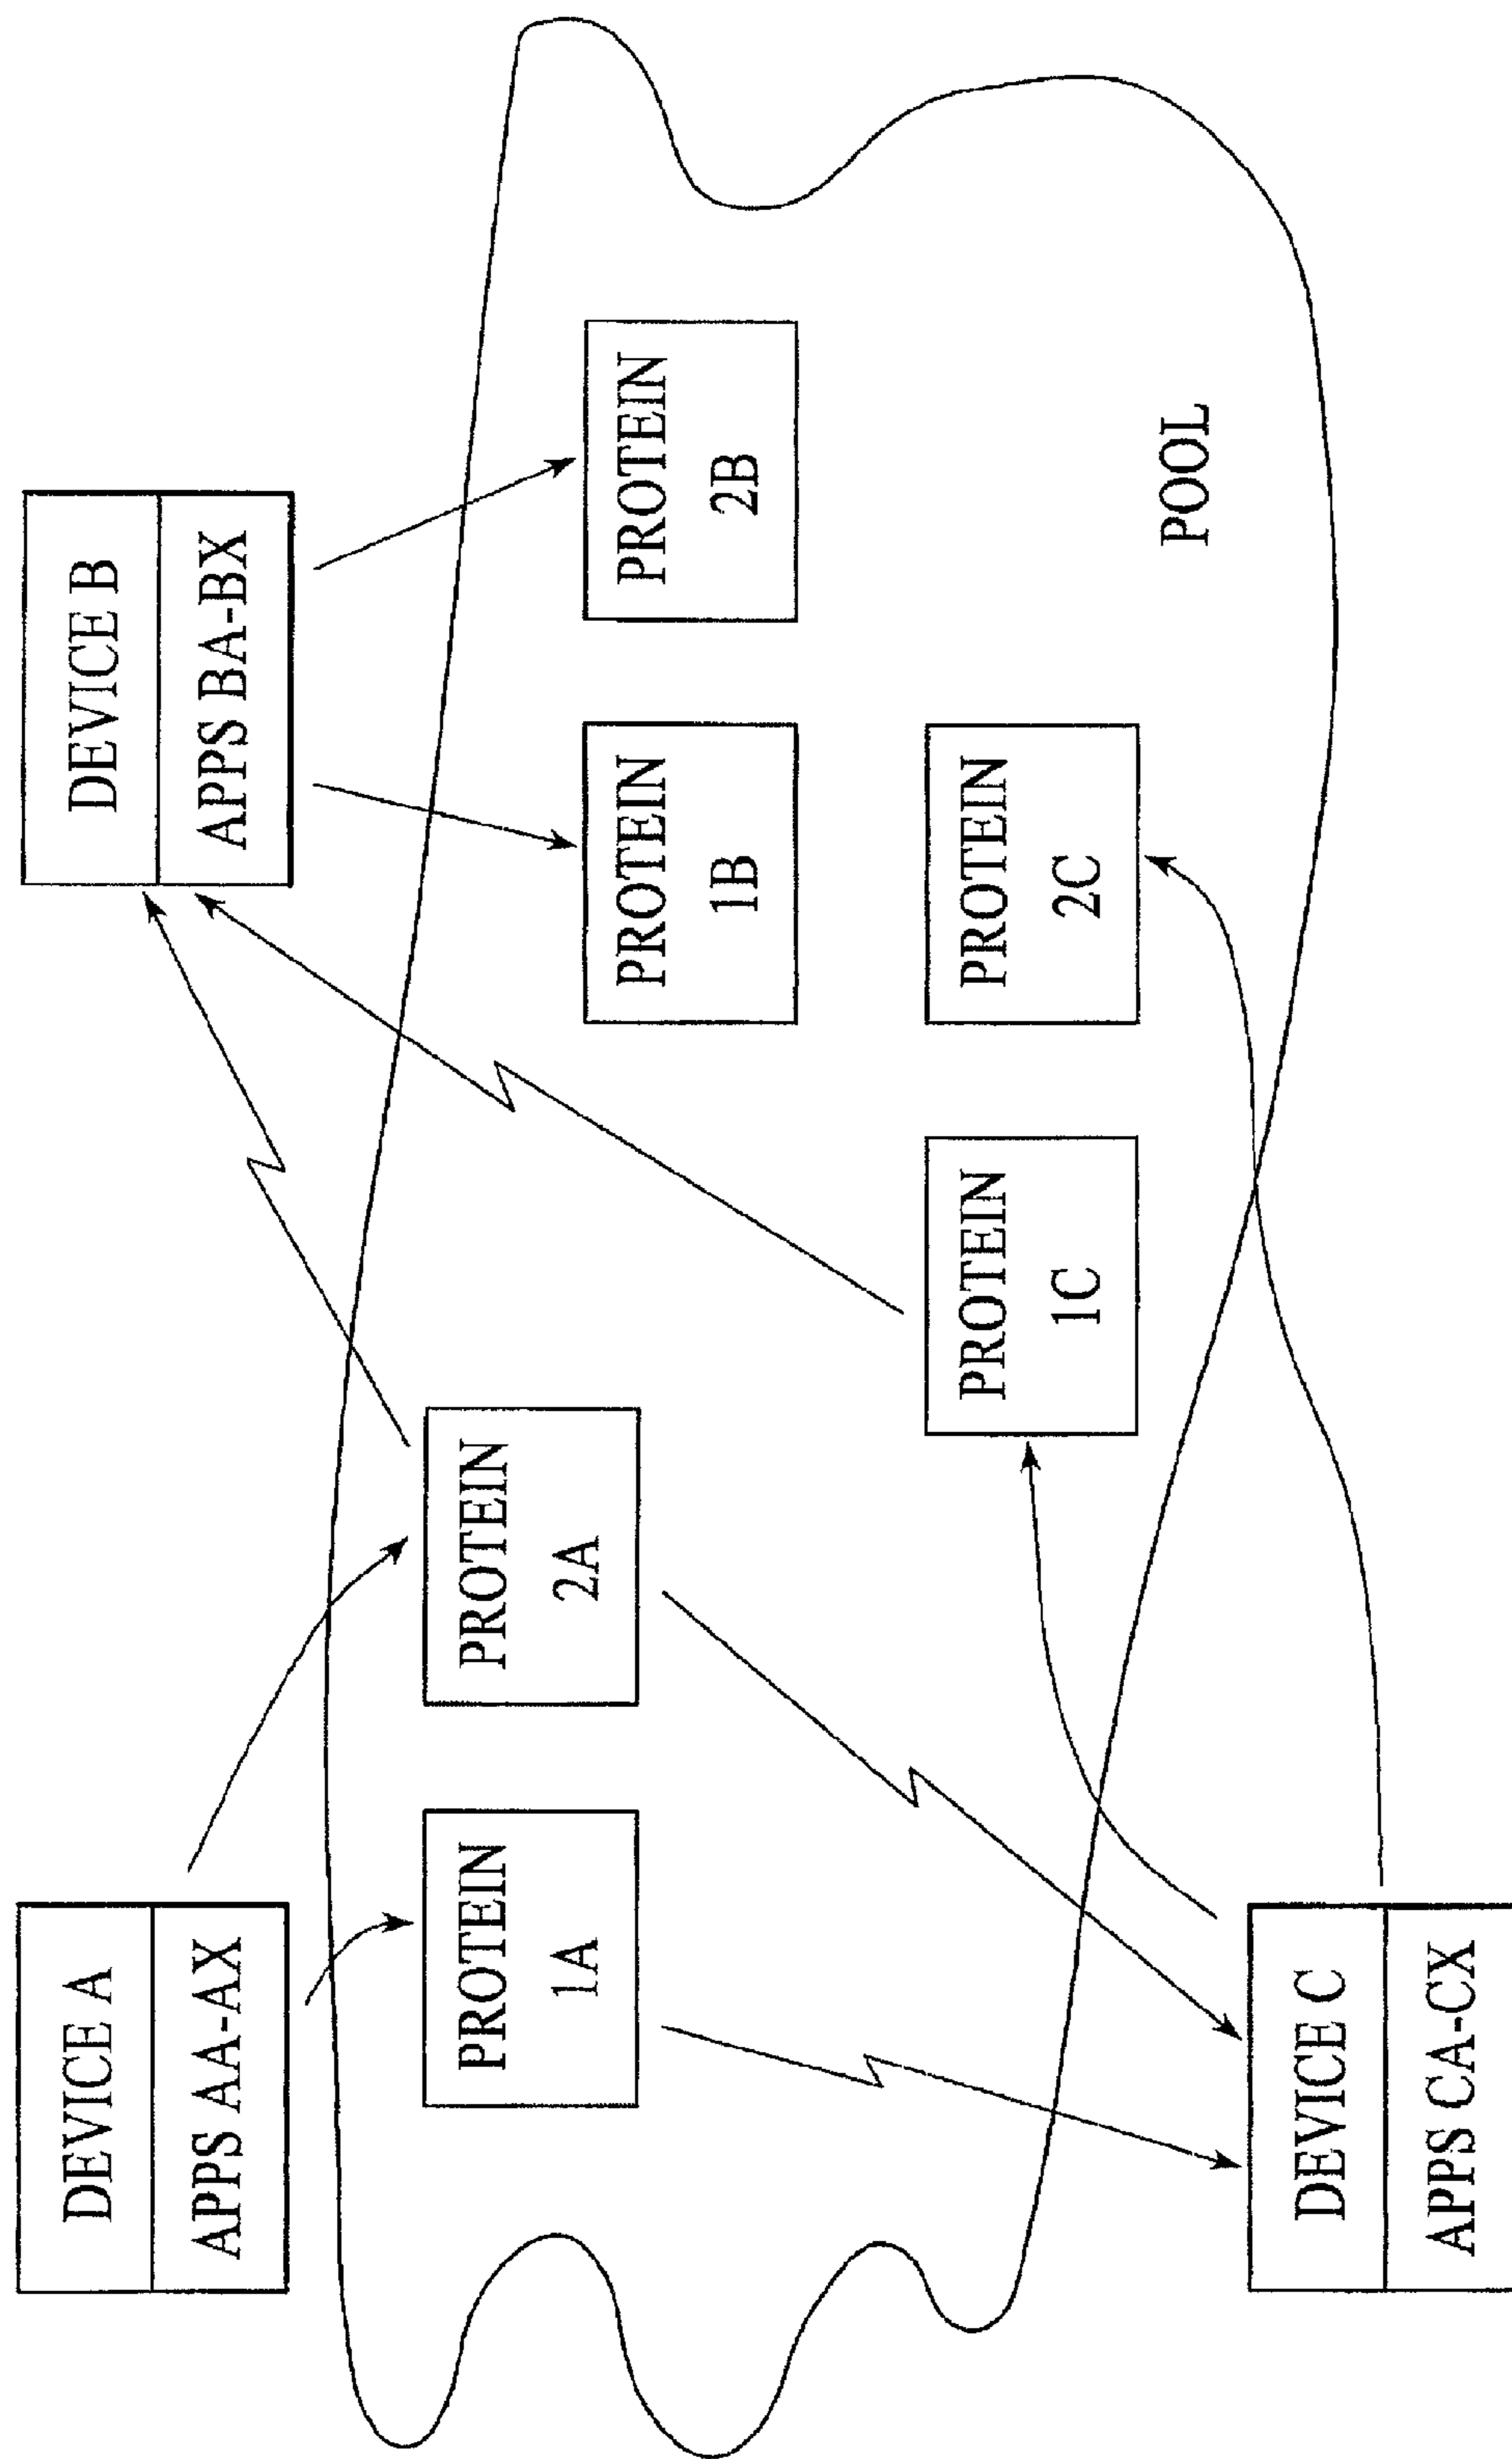 DEVICE A
APPS AA-AX
DEVICE B
APPS BA-BX
PROTEIN
1A
PROTEIN
2A
PROTEIN
1B
PROTEIN
2B
PROTEIN
1C
PROTEIN
2C
POOL
DEVICE C
APPS CA-CX